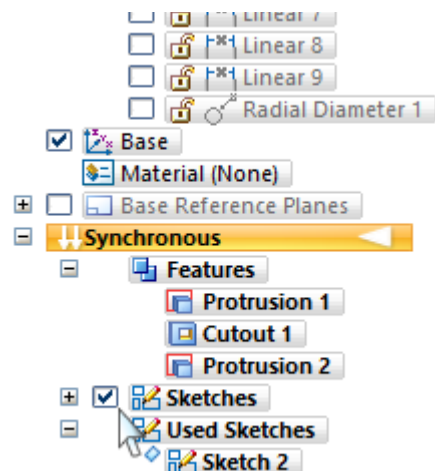 Linear 7
Linear 8
Linear 9
Radial Diameter 1
Base
Material (None)
Base Reference Planes
Synchronous
Features
Protrusion 1
Cutout 1
Protrusion 2
Sketches
Used Sketches
Sketch 2